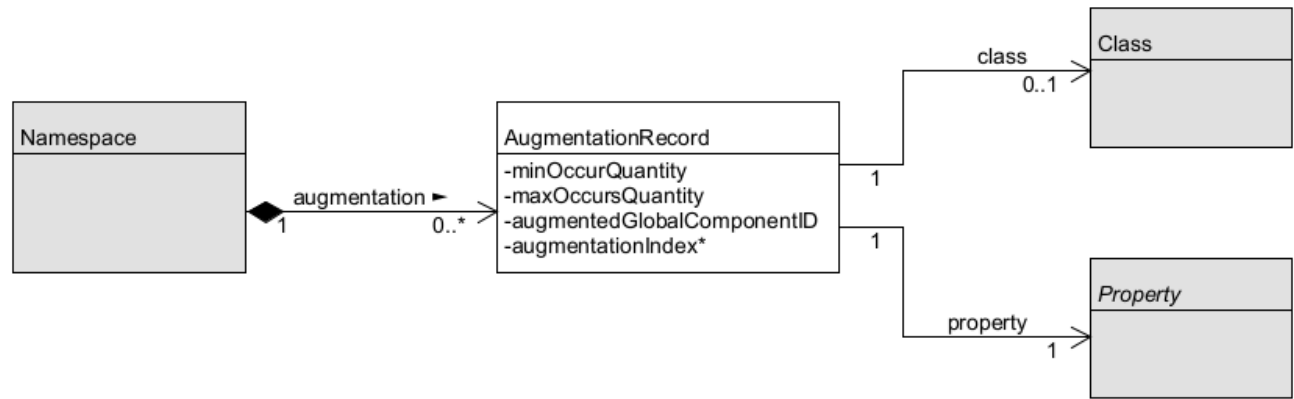 Namespace
augmentation ►
1
0..*
AugmentationRecord
-minOccurQuantity
-maxOccursQuantity
-augmentedGlobalComponentID
-augmentationIndex*
1
class
0..1
Class
1
property
1
Property